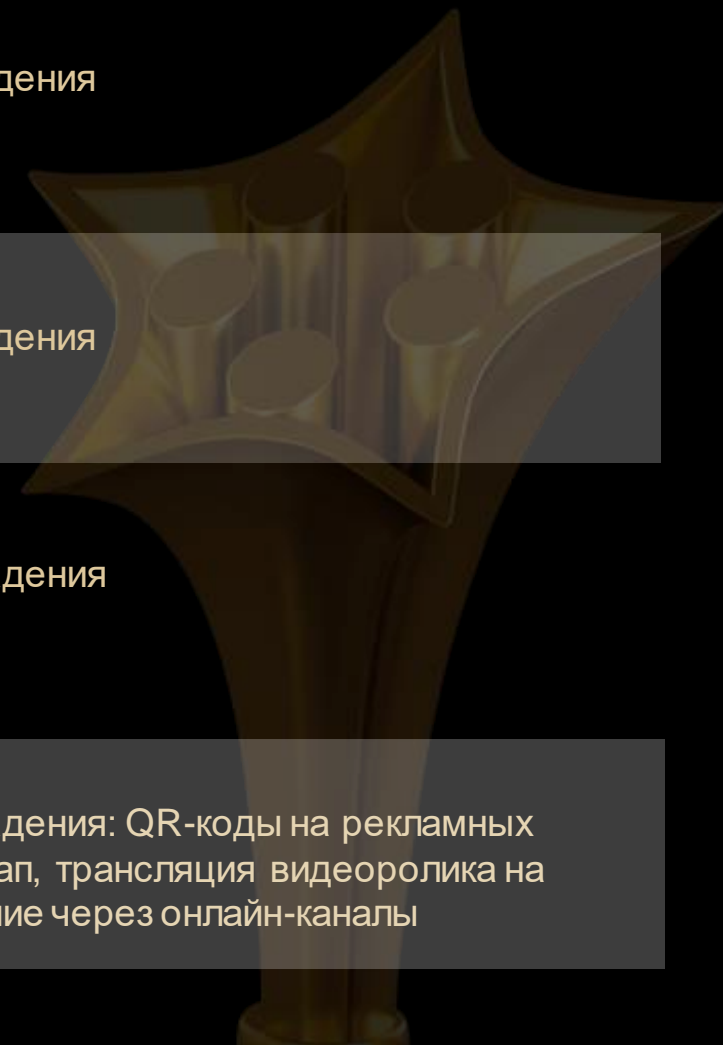 дения
дения
дения
дения: QR-коды на рекламных
ап, трансляция видеоролика на
ие через онлайн-каналы